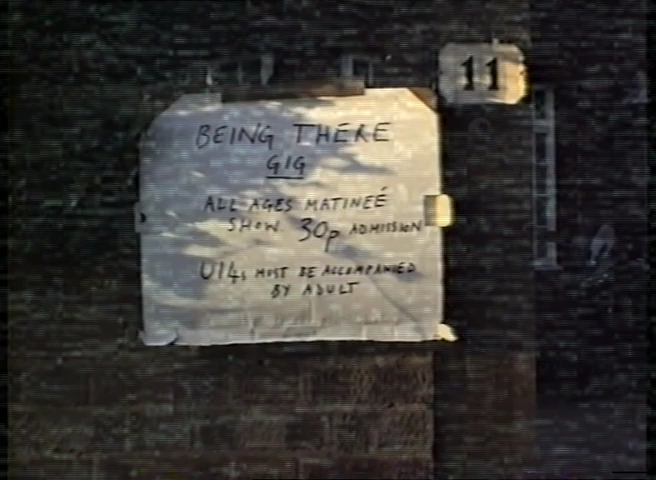 11
BEING THERE
GIG
ALL AGES MATINEÉ
SHOW 30p ADMISSION
U14s MUST BE ACCOMPANIED
BY ADULT